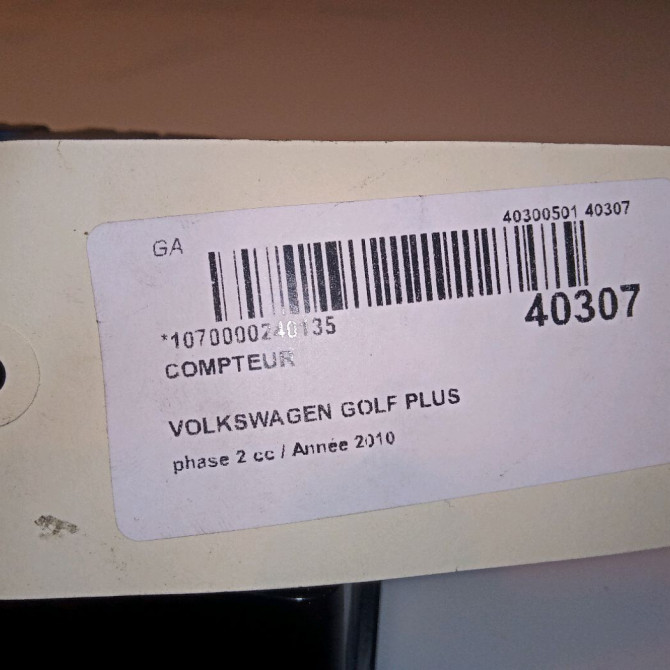 40300501 40307
GA
40307
*1070000240135
COMPTEUR
VOLKSWAGEN GOLF PLUS
phase 2 cc / Année 2010